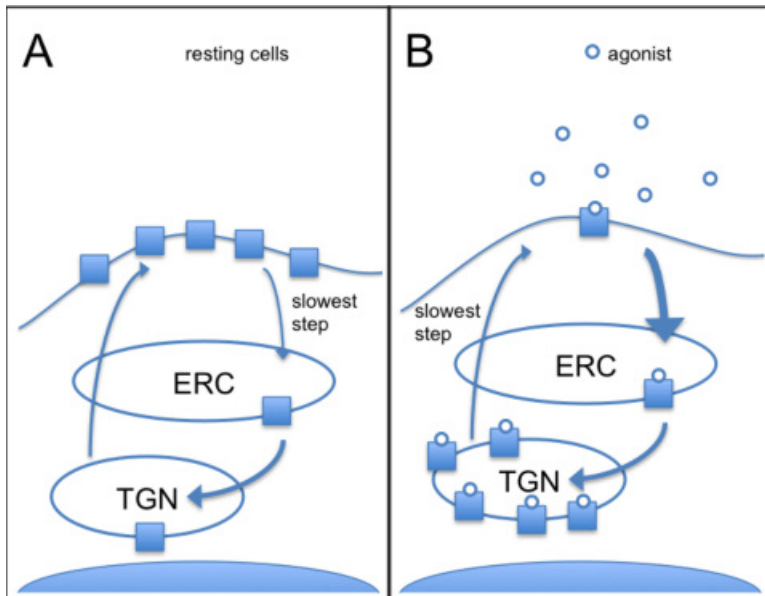 A
resting cells
slowest
step
ERC
TGN
B
agonist
slowest
step
ERC
TGN